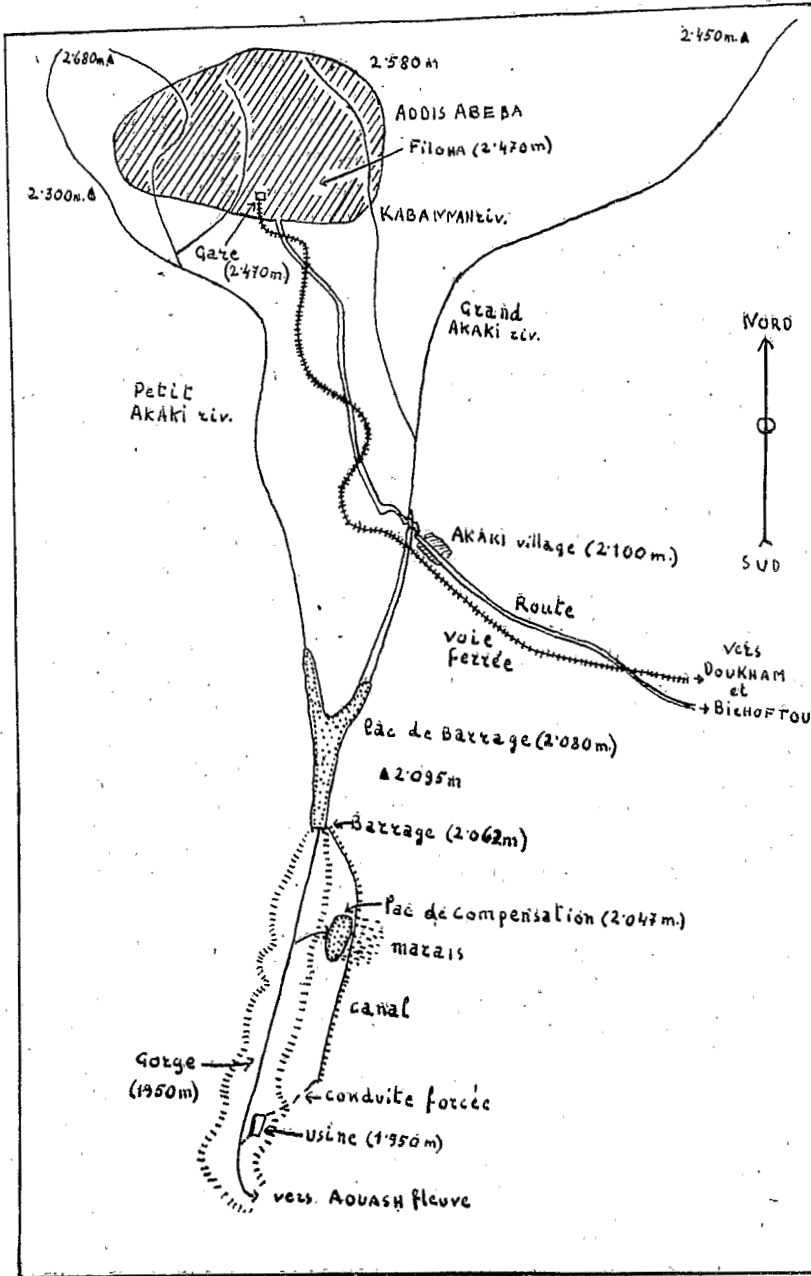 2.450m.▲
2.680m▲
2.580 m
ADDIS ABEBA
FiloHA (2.470m)
2.300m.▲
KABANNAH riv.
Gare
(2.470m.)
Grand
AKAKi riv.
NORD
Petit
AKAKi riv.
AKAKi village (2.100m.)
SUD
Route
voie
ferrée
vers
DOUKHAM
et
BiCHOFTOU
Lac de Barrage (2.080m.)
▲2.095m
Barrage (2.062m)
Lac de compensation (2.047m.)
marais
canal
Gorge
(1950m)
conduite forcée
usine (1.950m)
vers. AOUASH fleuve